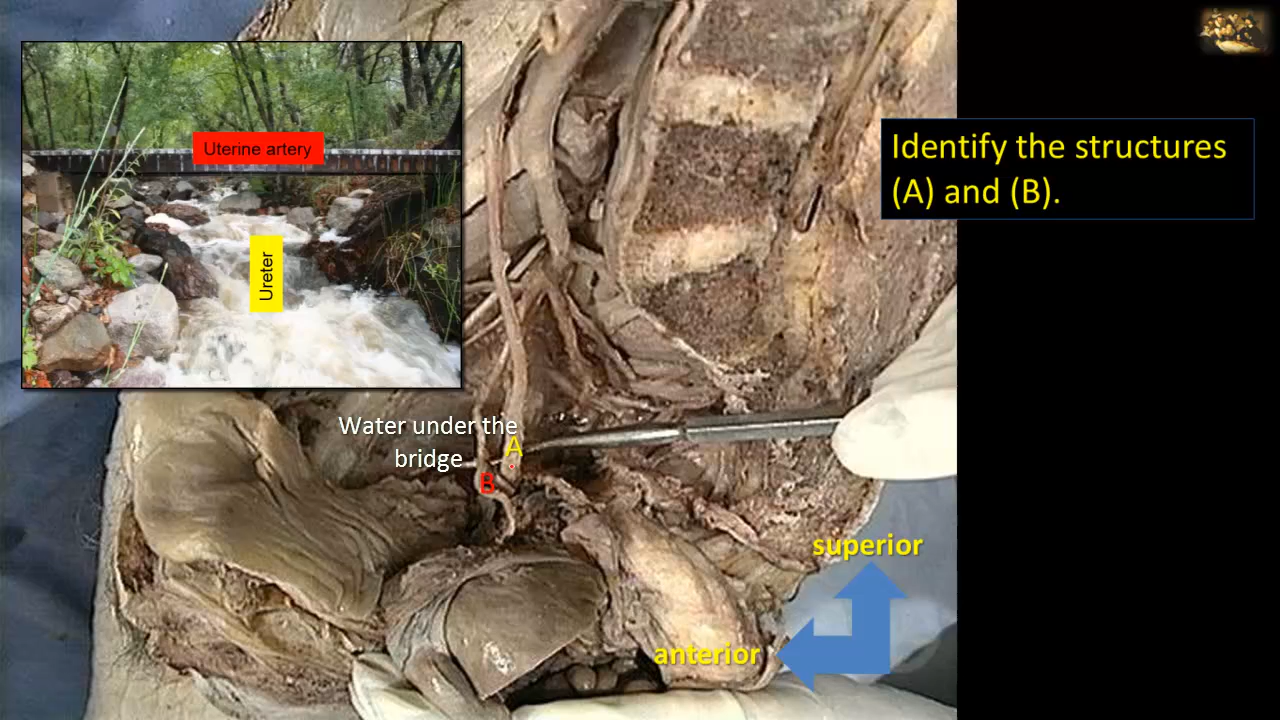 Uterine artery
Ureter
Identify the structures
(A) and (B).
Water under the
bridge
A
B
superior
anterior